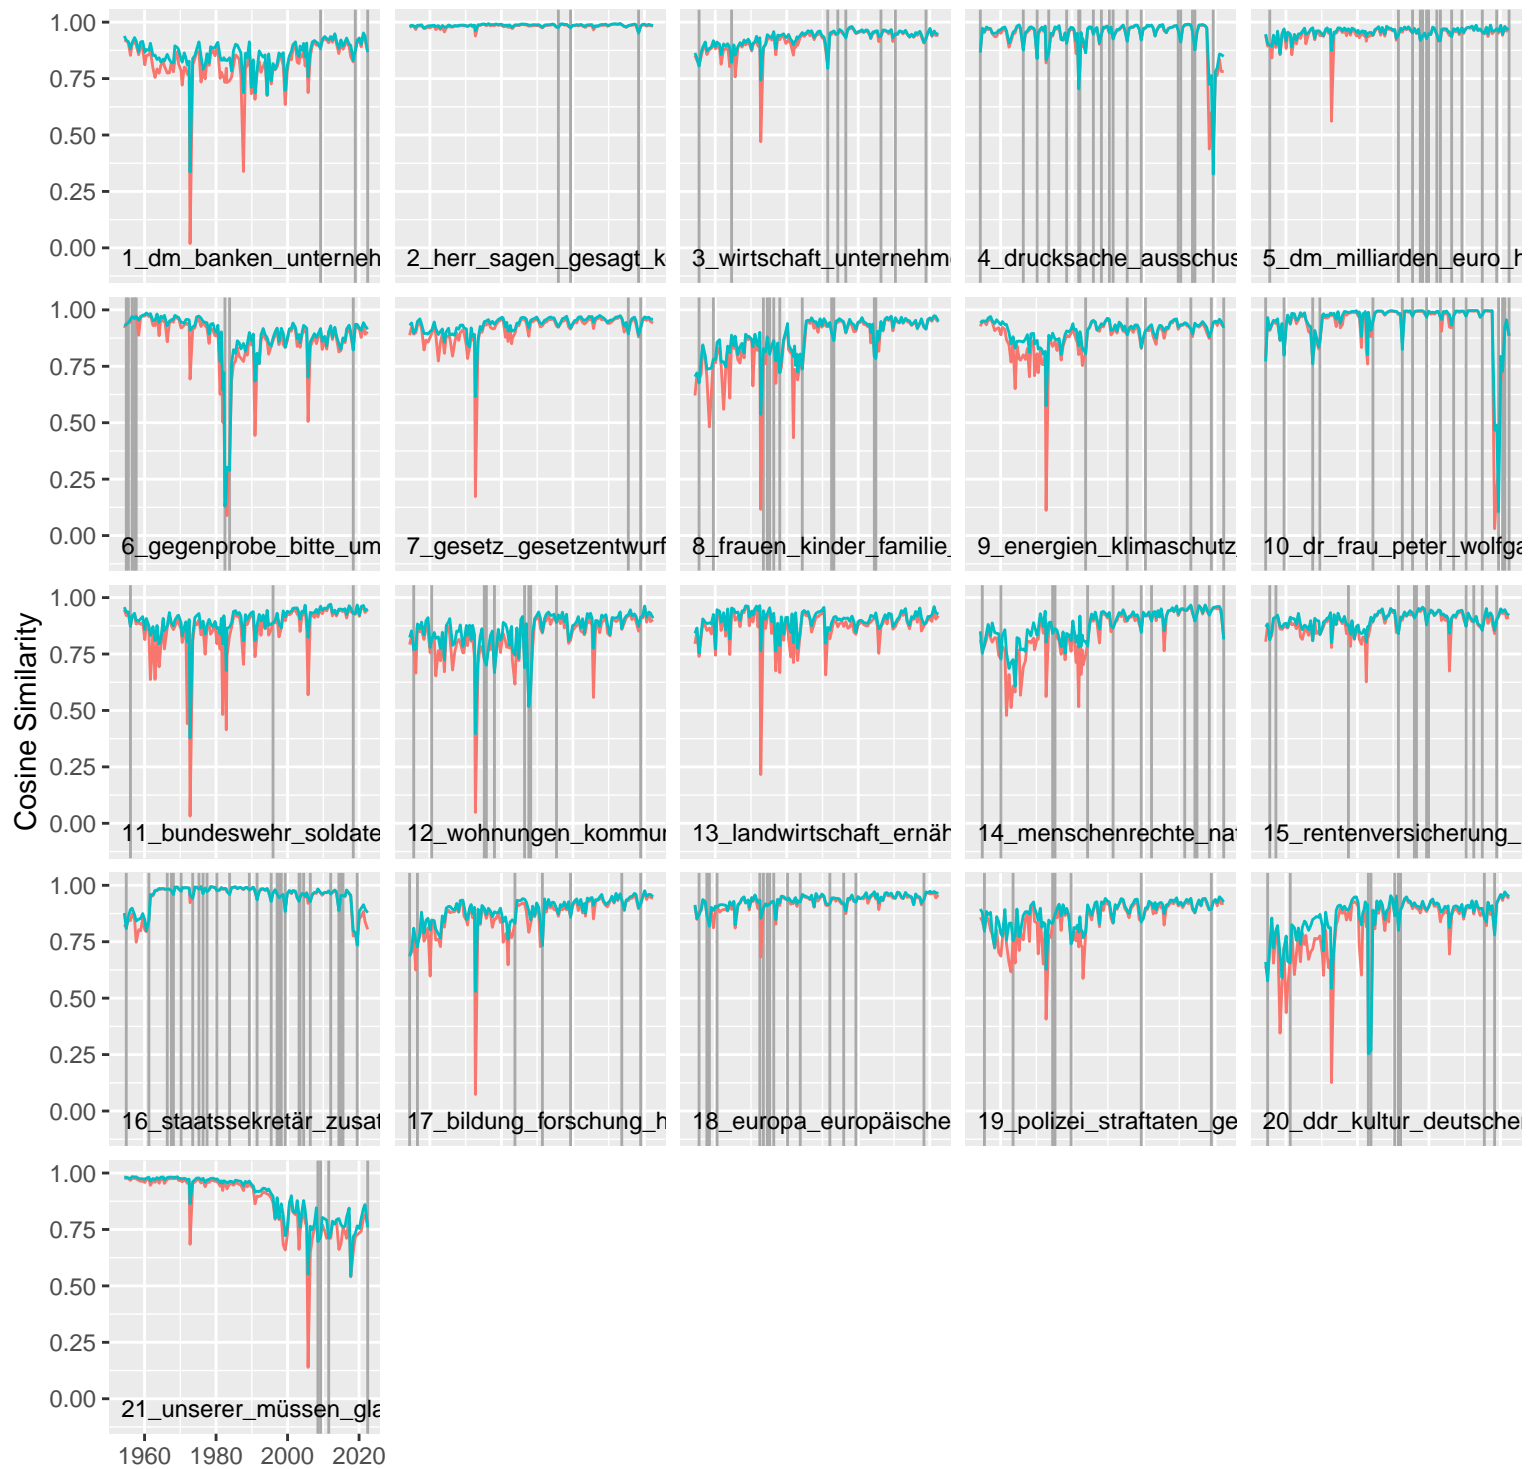 1.00
0.75
0.50
0.25
0.00
1_dm_banken_unterneh
2_herr_sagen_gesagt_k
3_wirtschaft_unternehm
4_drucksache_ausschus
5_dm_milliarden_euro_h
1.00
0.75
0.50
0.25
0.00
6_gegenprobe_bitte_um
7_gesetz_gesetzentwurf
8_frauen_kinder_familie_
9_energien_klimaschutz_
10_dr_frau_peter_wolfga
Cosine Similarity
1.00
0.75
0.50
0.25
0.00
11_bundeswehr_soldate
12_wohnungen_kommun
13_landwirtschaft_ernäh
14_menschenrechte_nat
15_rentenversicherung_
1.00
0.75
0.50
0.25
0.00
16_staatssekretär_zusat
17_bildung_forschung_h
18_europa_europäische
19_polizei_straftaten_ge
20_ddr_kultur_deutscher
1.00
0.75
0.50
0.25
0.00
21_unserer_müssen_gla
1960 1980 2000 2020